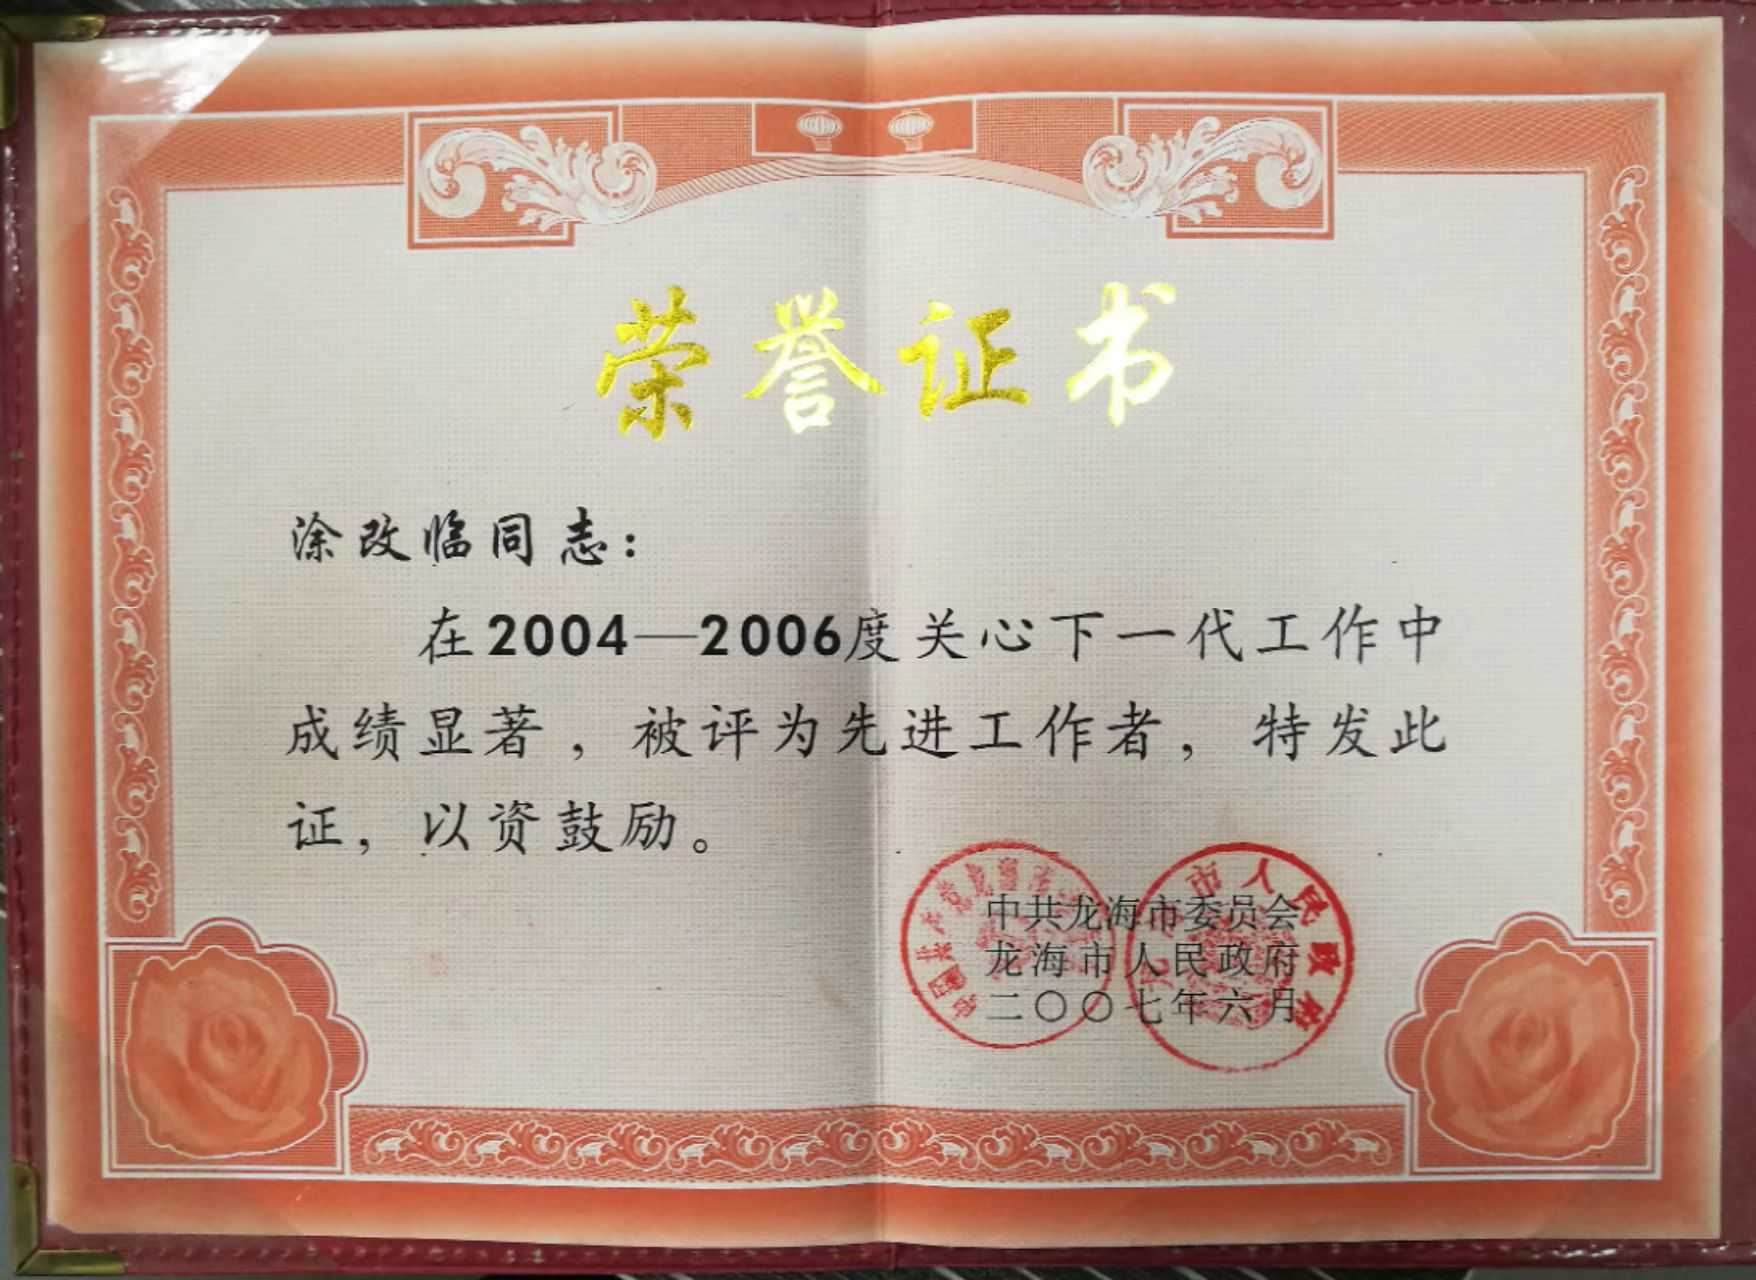 荣誉证书
涂改临同志:
在2004—2006度关心下一代工作中
成绩显著，被评为先进工作者，特发此
证，以资鼓励。
中共龙海市委员会
龙海市人民政府
二〇〇七年六月